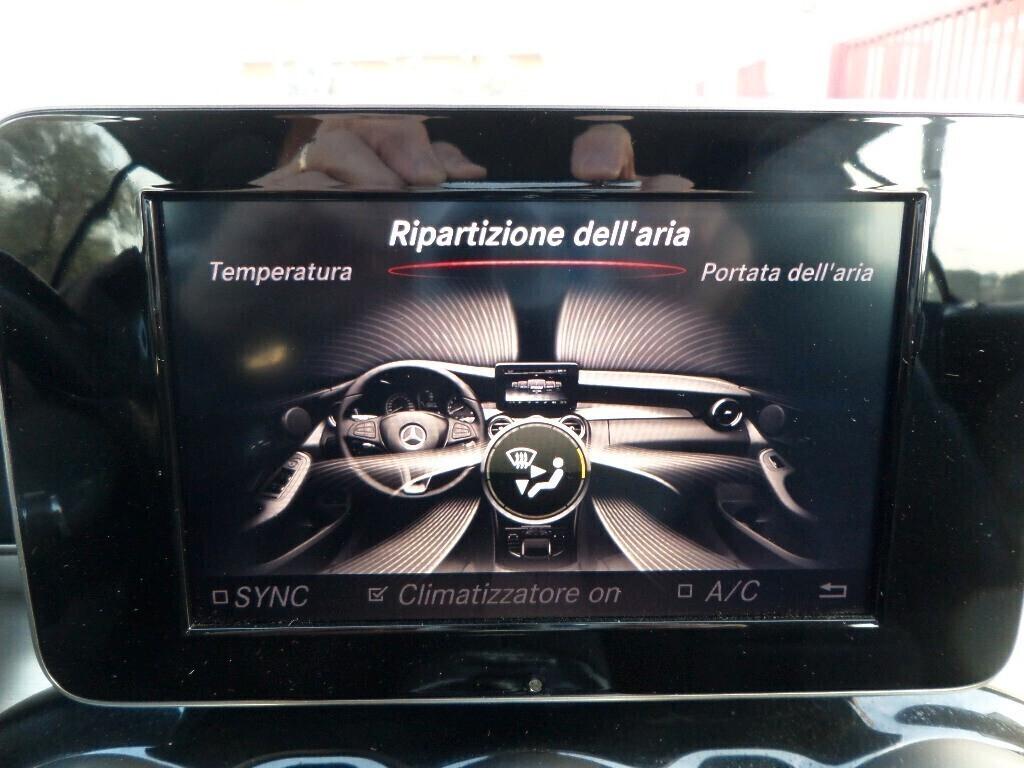 Ripartizione dell'aria
Temperatura
Portata dell'aria
SYNC
Climatizzatore on
A/C